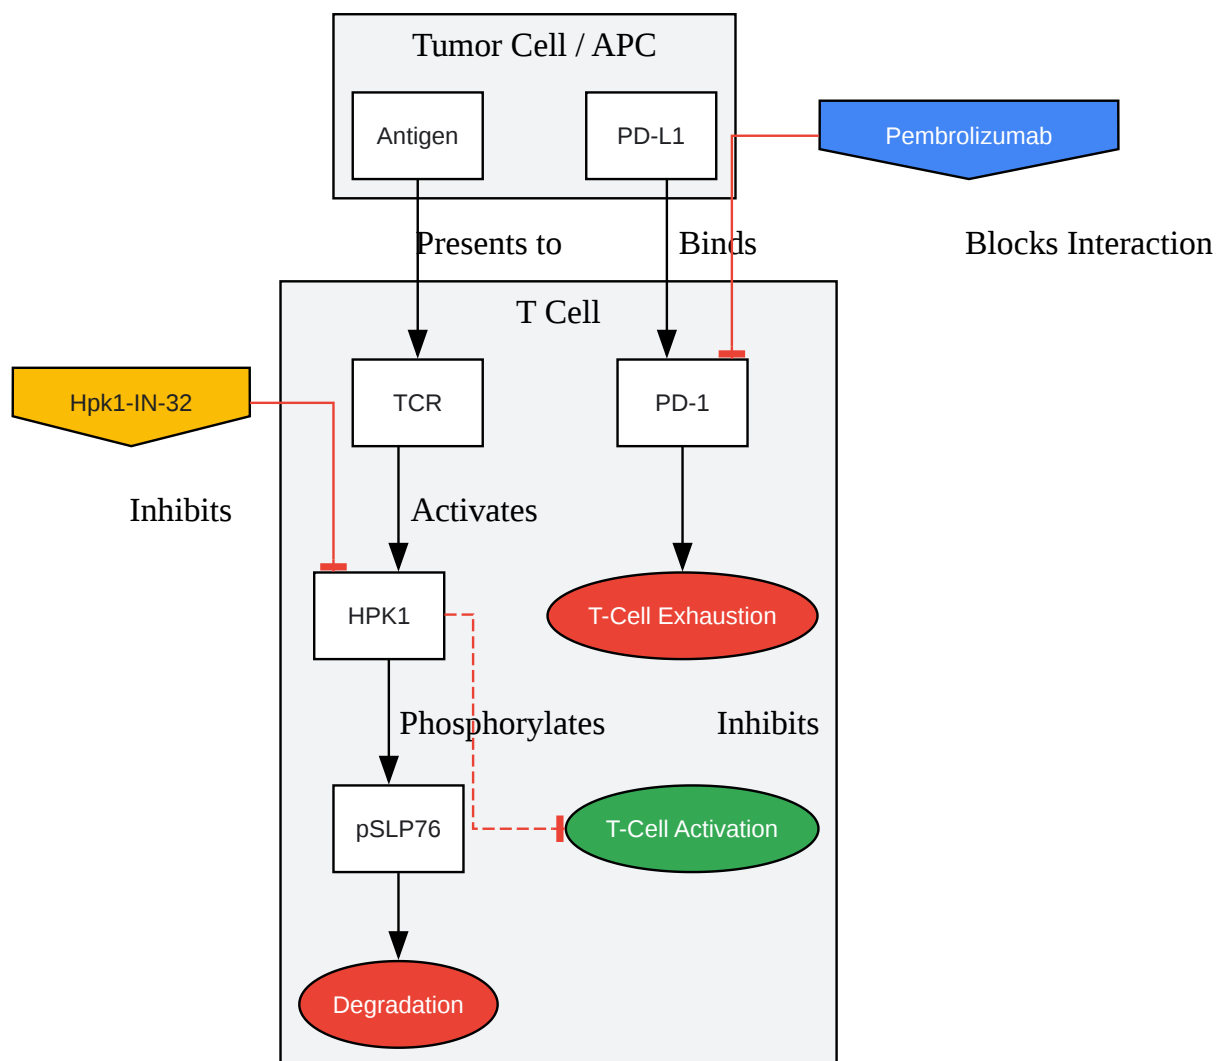 Tumor Cell / APC
Antigen
PD-L1
Pembrolizumab
Presents to
Binds
Blocks Interaction
T Cell
Hpk1-IN-32
TCR
PD-1
Inhibits
Activates
HPK1
T-Cell Exhaustion
Phosphorylates
Inhibits
pSLP76
T-Cell Activation
Degradation